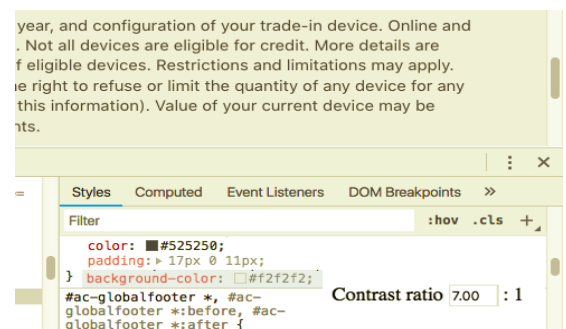 year, and configuration of your trade-in device. Online and
. Not all devices are eligible for credit. More details are
f eligible devices. Restrictions and limitations may apply.
e right to refuse or limit the quantity of any device for any
this information). Value of your current device may be
nts.
Styles Computed Event Listeners DOM Breakpoints »
Filter :hov .cls +
color: #525250;
padding: 17px 0 11px;
} background-color: #f2f2f2;
#ac-globalfooter *, #ac-
globalfooter *:before, #ac-
globalfooter *:after {
Contrast ratio 7.00 : 1